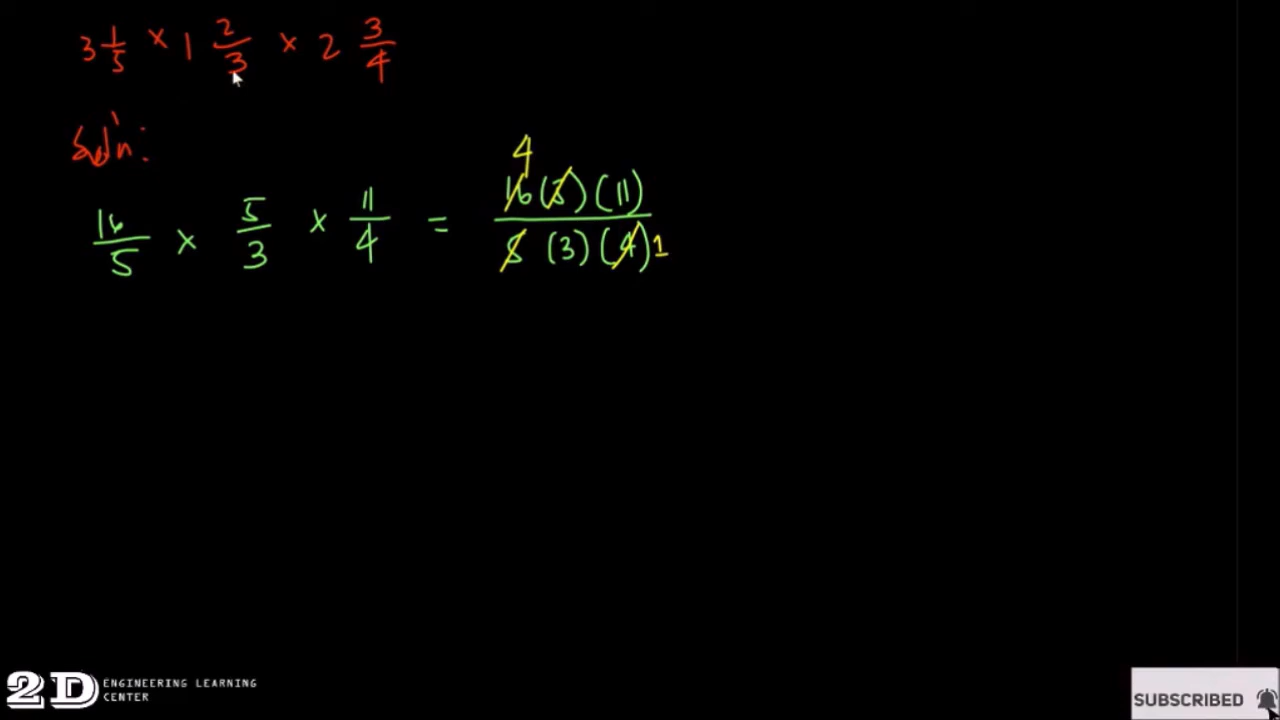 3 1/5 × 1 2/3 × 2 3/4
Sol'n:
16/5 × 5/3 × 11/4 = 16(5)(11) / 5 (3)(4)
4
1
2D ENGINEERING LEARNING
CENTER
SUBSCRIBED